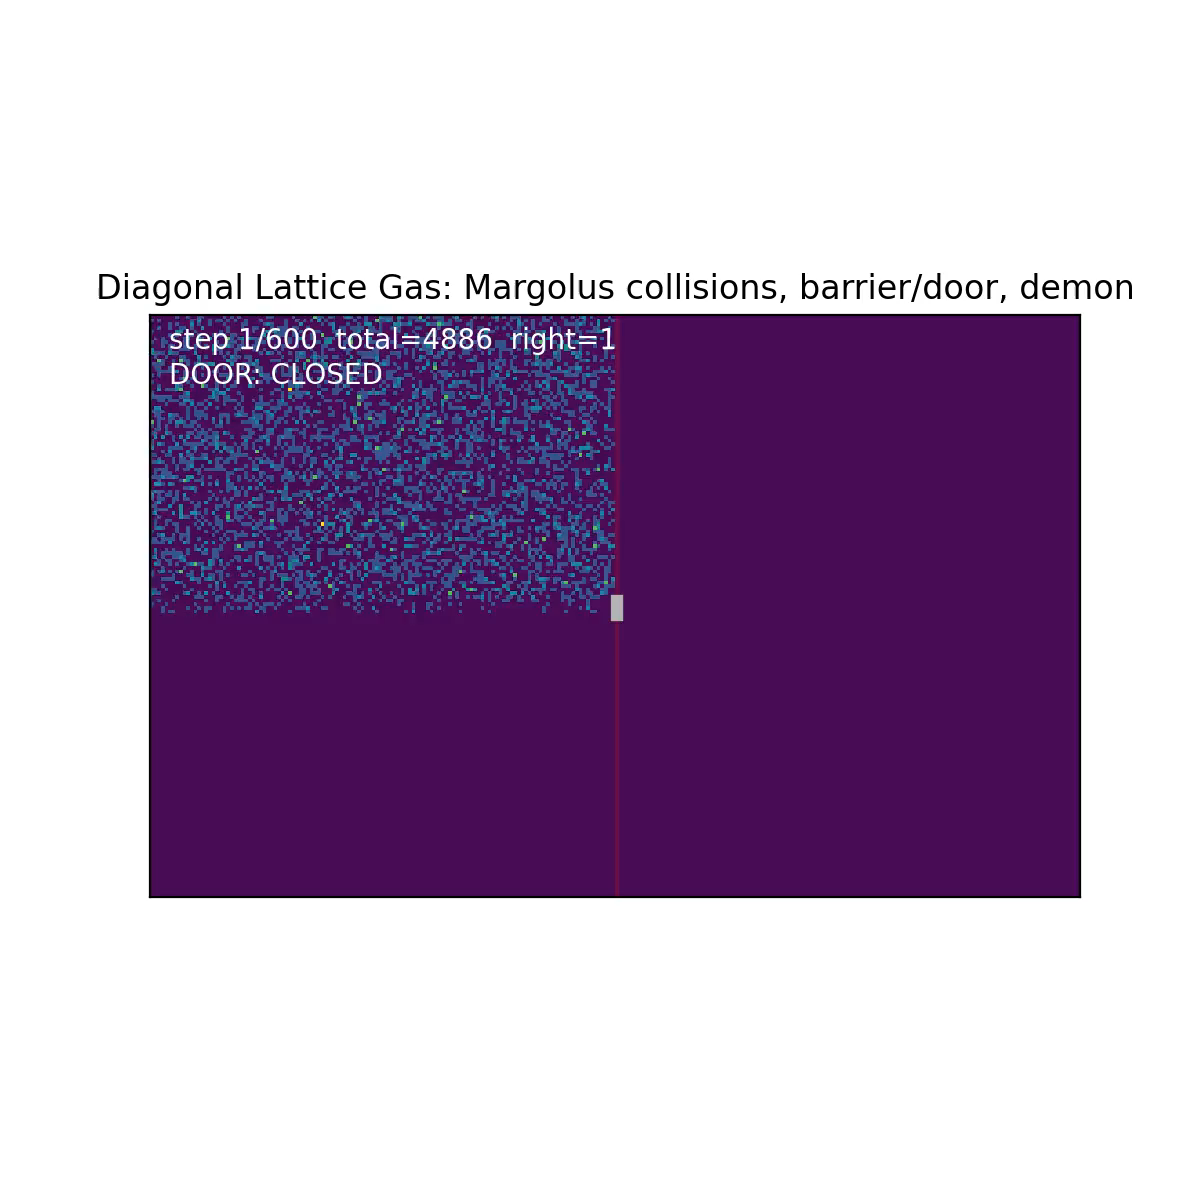 Diagonal Lattice Gas: Margolus collisions, barrier/door, demon
step 1/600  total=4886  right=1
DOOR: CLOSED